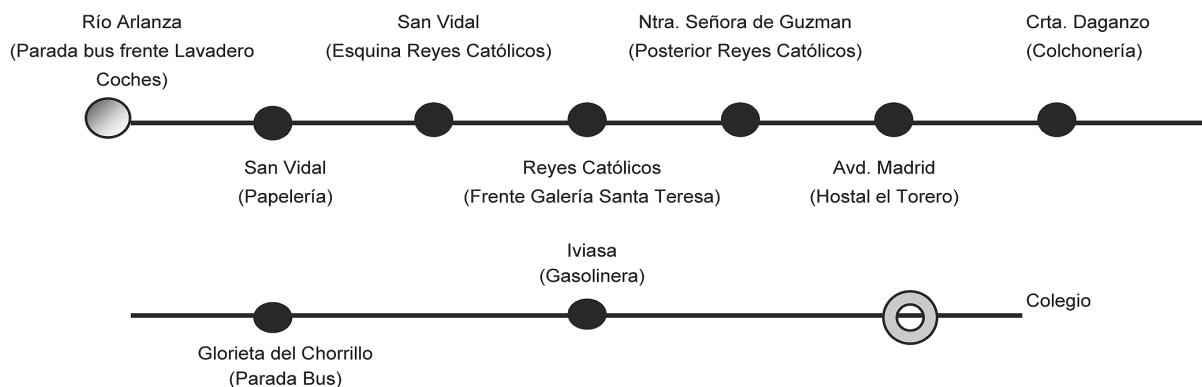 Río Arlanza
(Parada bus frente Lavadero
Coches)
San Vidal
(Papelería)
San Vidal
(Esquina Reyes Católicos)
Reyes Católicos
(Frente Galería Santa Teresa)
Ntra. Señora de Guzman
(Posterior Reyes Católicos)
Avd. Madrid
(Hostal el Torero)
Crta. Daganzo
(Colchonería)
Glorieta del Chorrillo
(Parada Bus)
Iviasa
(Gasolinera)
Colegio